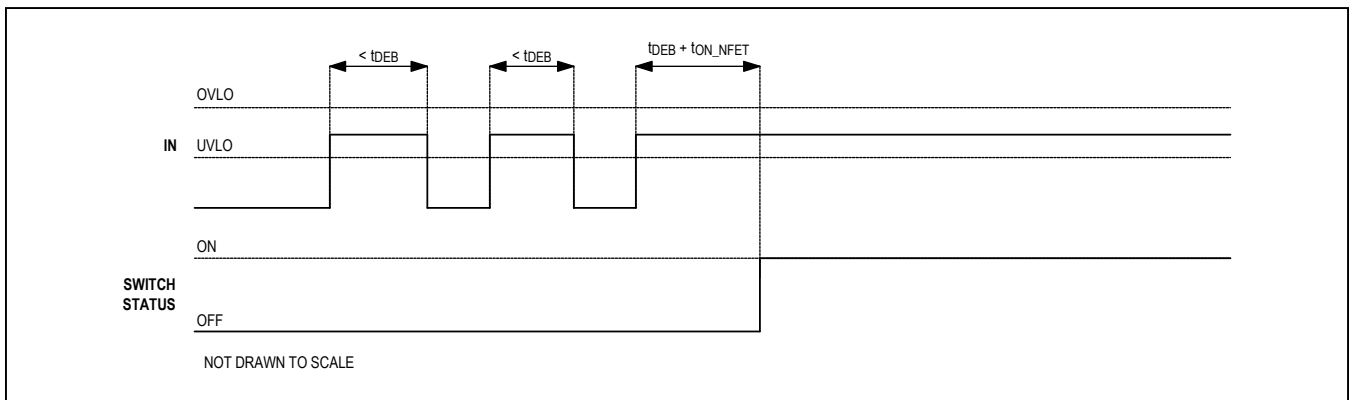 < tDEB
< tDEB
tDEB + tON_NFET
OVLO
IN
UVLO
ON
SWITCH
STATUS
OFF
NOT DRAWN TO SCALE